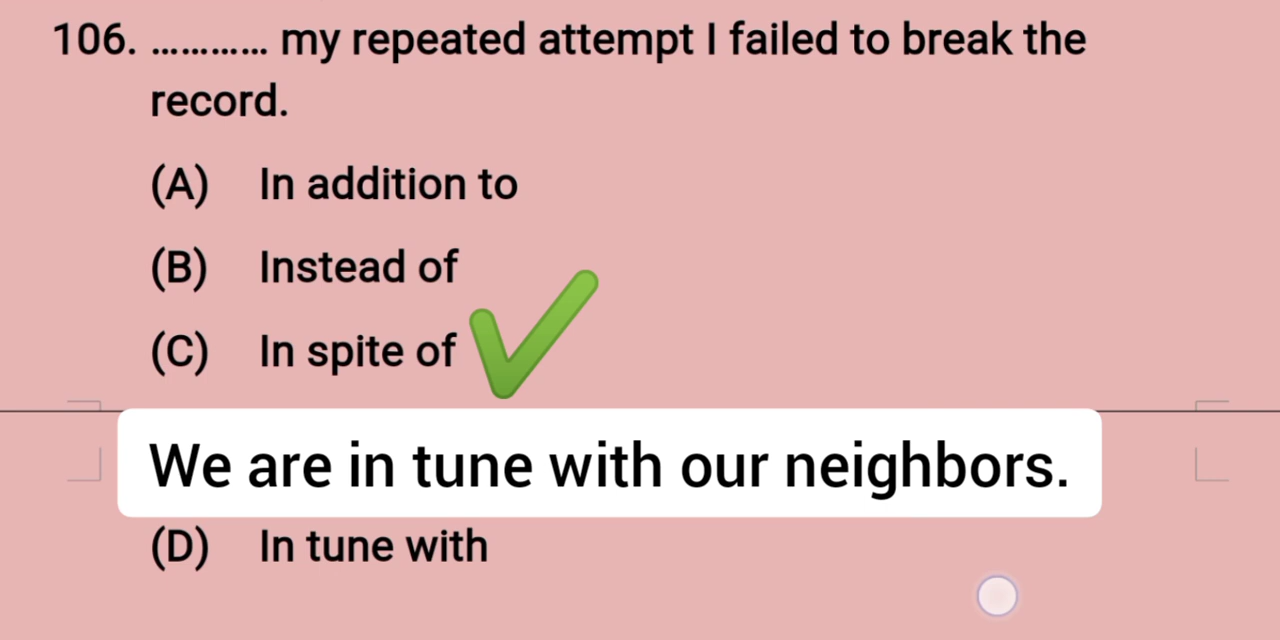 106. ............ my repeated attempt I failed to break the
record.
(A) In addition to
(B) Instead of
(C) In spite of
We are in tune with our neighbors.
(D) In tune with